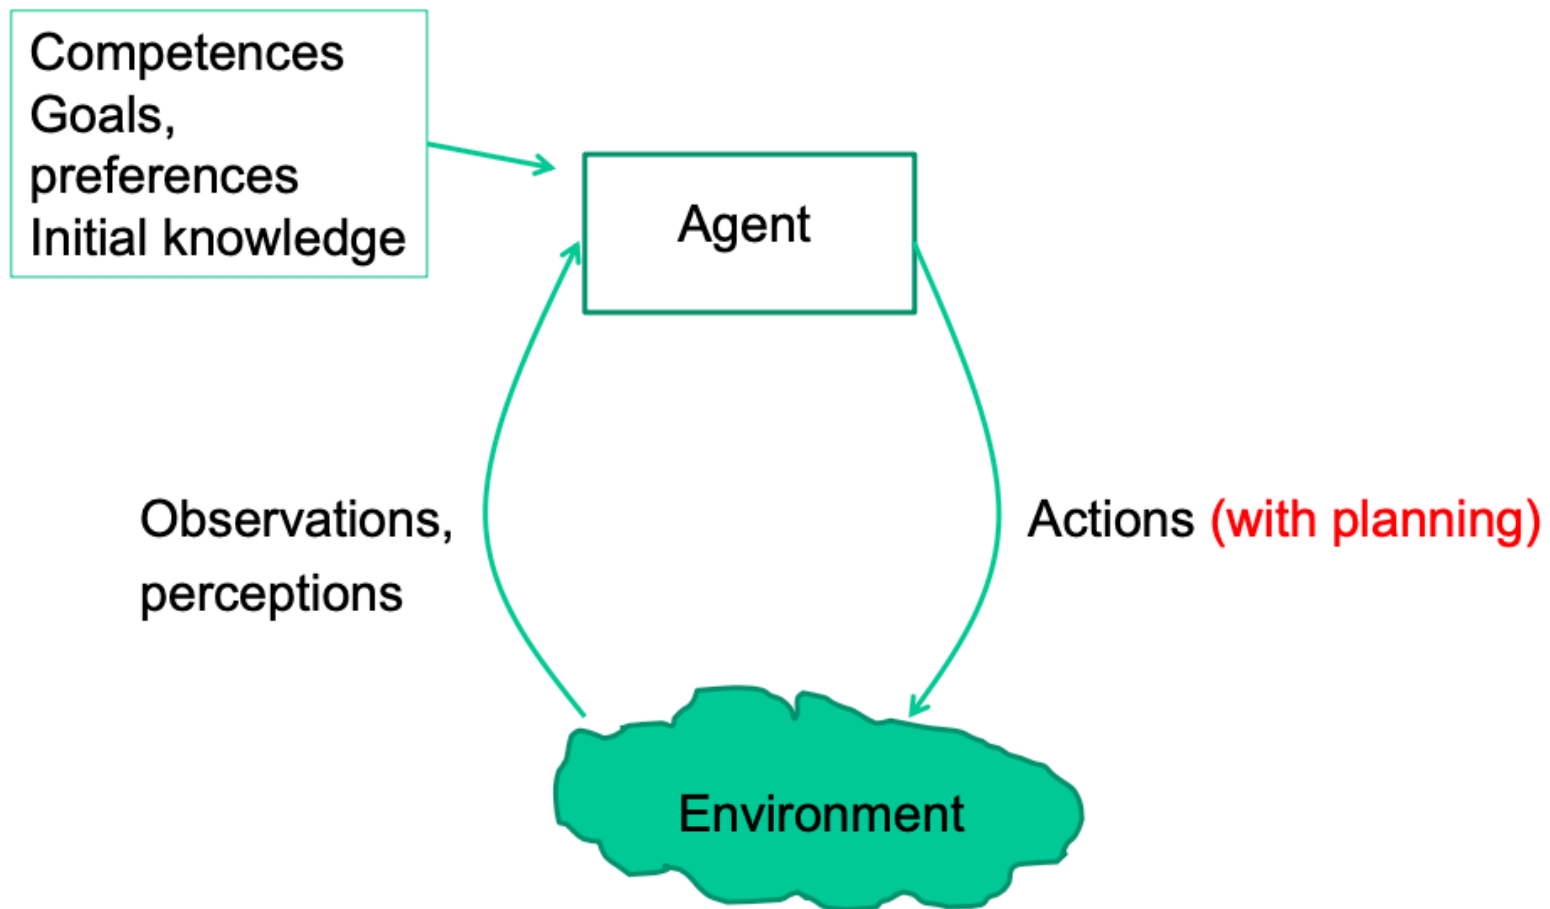 Competences
Goals,
preferences
Initial knowledge
Agent
Observations,
perceptions
Actions (with planning)
Environment